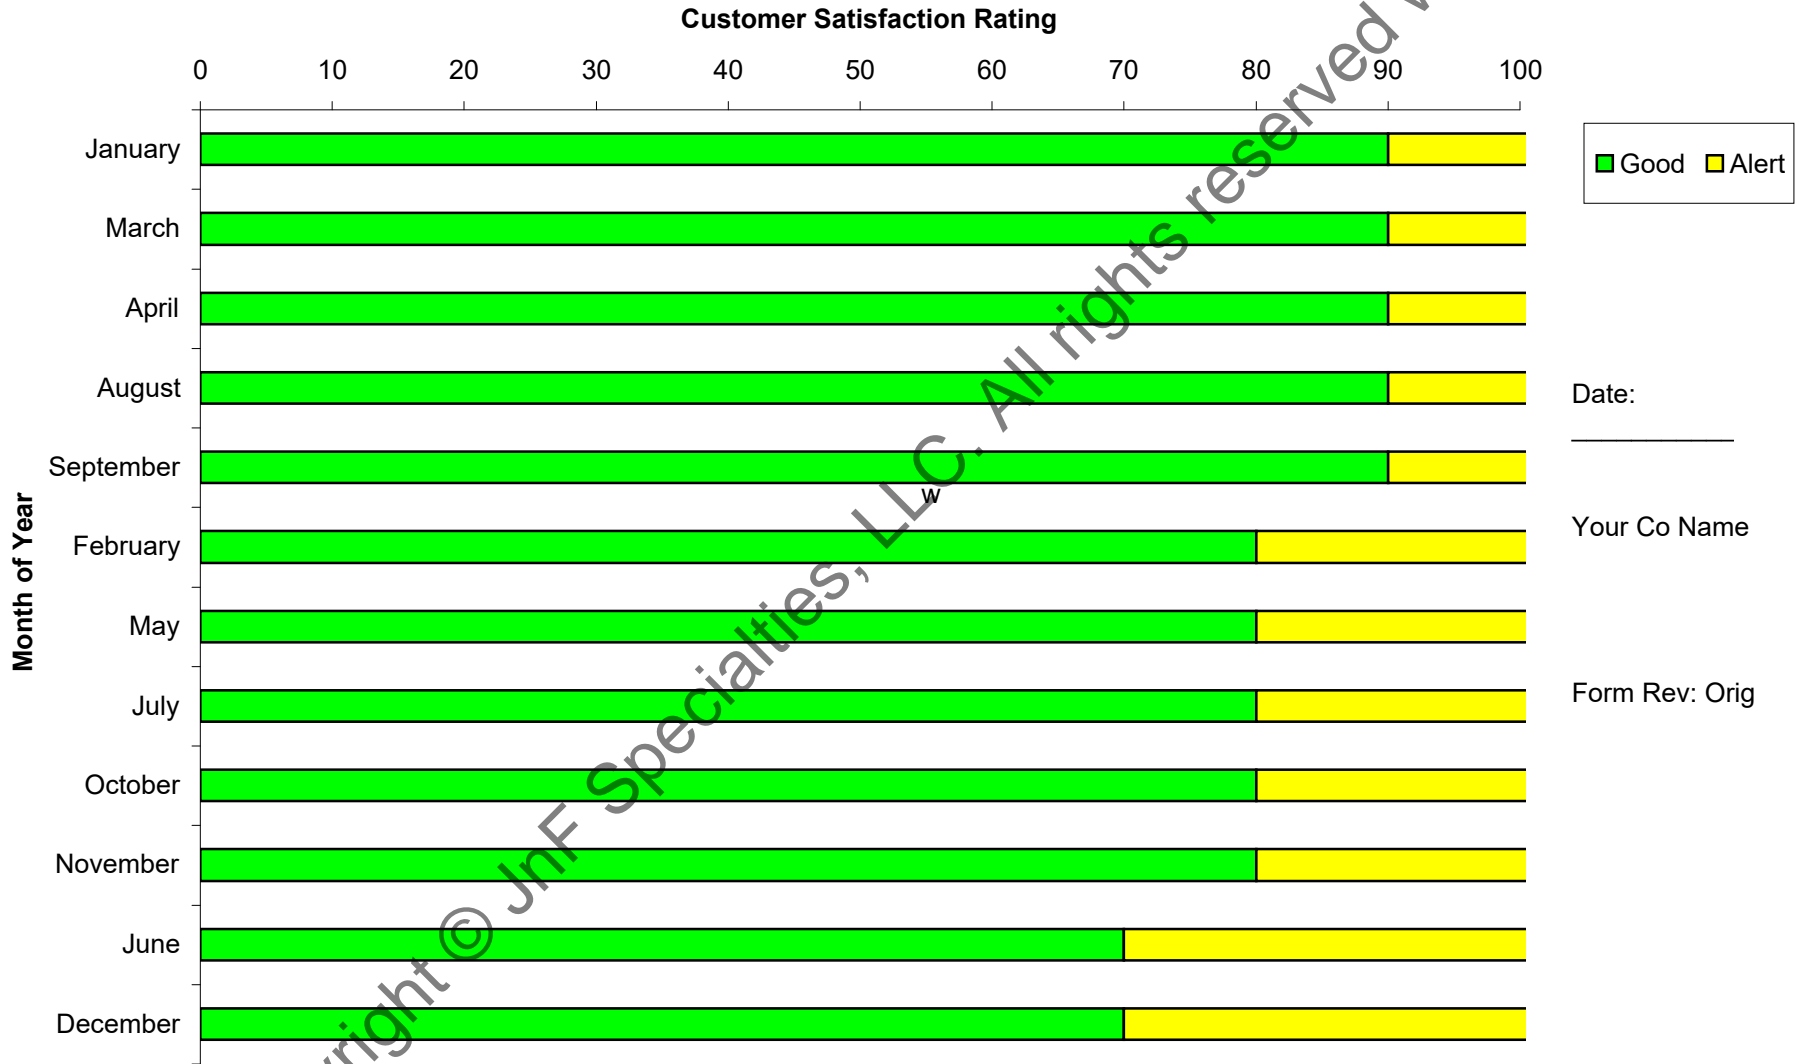 Customer Satisfaction Rating
0 10 20 30 40 50 60 70 80 90 100
January
March
April
August
September
February
May
July
October
November
June
December
Month of Year
Good Alert
Date:
Your Co Name
Form Rev: Orig
w
right © JnF Specialties, LLC. All rights reserved